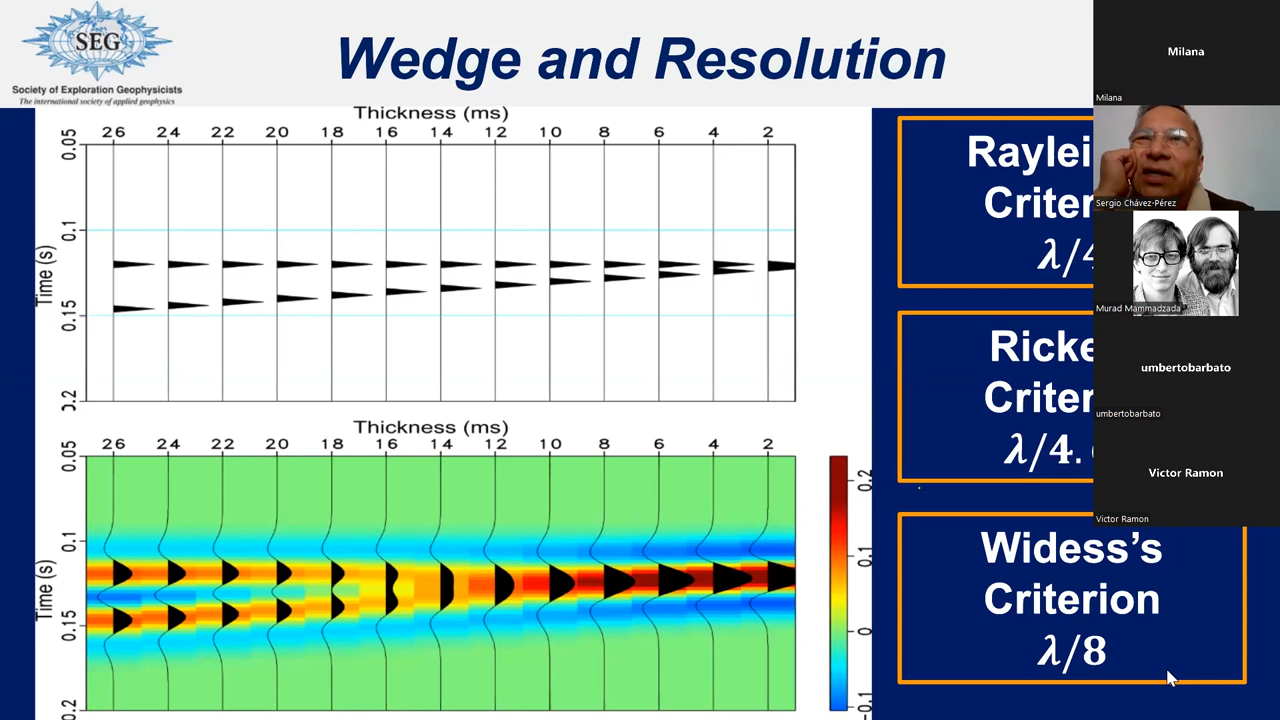 SEG
Society of Exploration Geophysicists
The international society of applied geophysics
Wedge and Resolution
Thickness (ms)
26 24 22 20 18 16 14 12 10 8 6 4 2
Time (s)
0.05
0.1
0.15
0.2
Thickness (ms)
26 24 22 20 18 16 14 12 10 8 6 4 2
Time (s)
0.05
0.1
0.15
0.2
0.2
0.1
0
-0.1
Raylei
Criter
λ/4
Ricke
Criter
λ/4.
Widess's
Criterion
λ/8
Milana
Milana
Sergio Chávez-Pérez
Murad Mammadzada
umbertobarbato
umbertobarbato
Victor Ramon
Victor Ramon